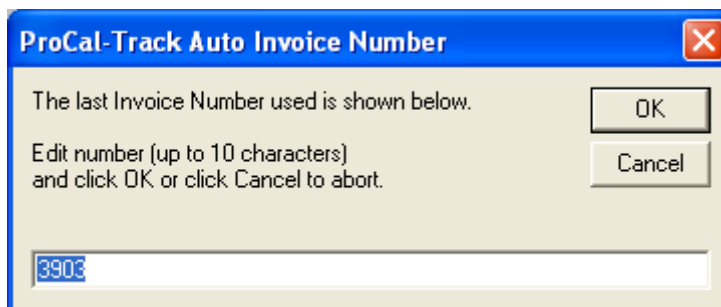 ProCal-Track Auto Invoice Number
The last Invoice Number used is shown below.
OK
Edit number (up to 10 characters)
and click OK or click Cancel to abort.
Cancel
3903